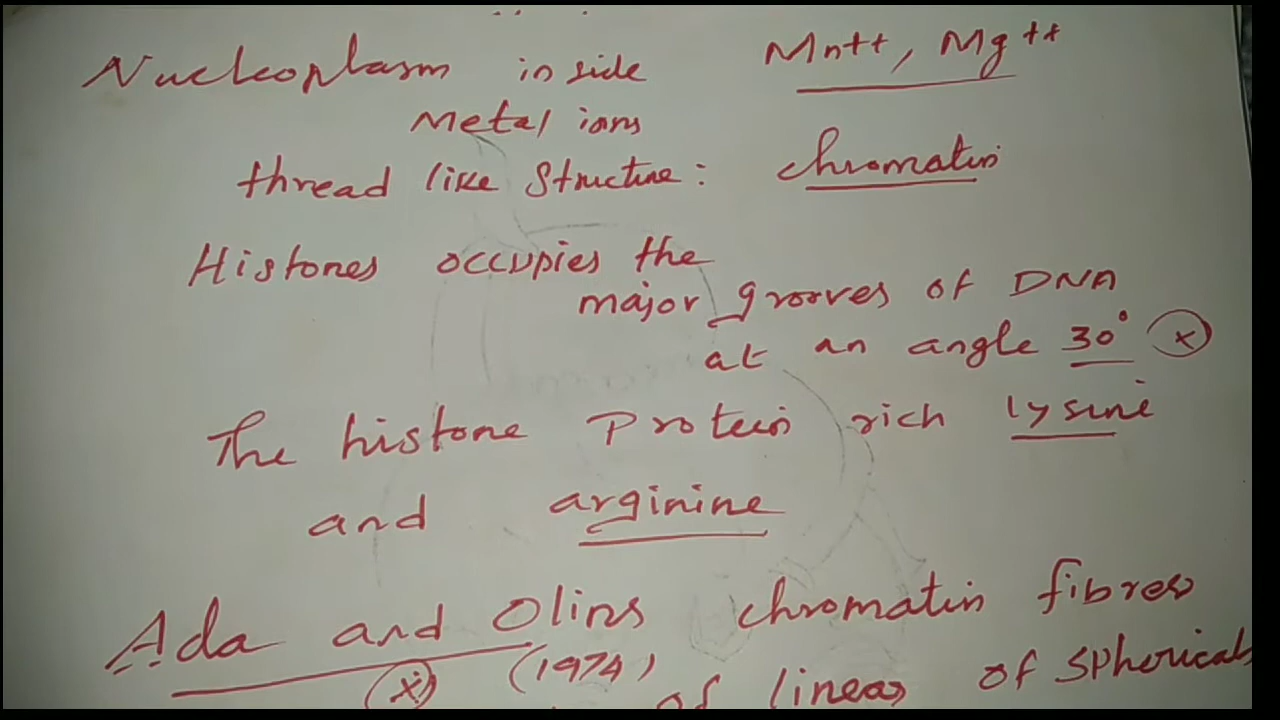 Nucleoplasm inside Mn++, Mg++
Metal ions
thread like structure: chromatin
Histones occupies the
major grooves of DNA
at an angle 30° (x)
The histone Protein rich lysine
and arginine
Ada and Olins chromatin fibres
(x) (1974) of linear of spherical